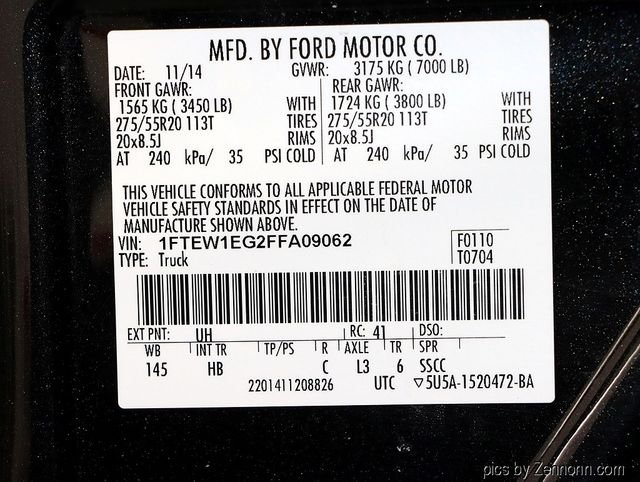 MFD. BY FORD MOTOR CO.
DATE: 11/14 GVWR: 3175 KG ( 7000 LB)
FRONT GAWR: REAR GAWR:
1565 KG ( 3450 LB) WITH 1724 KG ( 3800 LB) WITH
275/55R20 113T TIRES 275/55R20 113T TIRES
20x8.5J RIMS 20x8.5J RIMS
AT 240 kPa/ 35 PSI COLD AT 240 kPa/ 35 PSI COLD
THIS VEHICLE CONFORMS TO ALL APPLICABLE FEDERAL MOTOR
VEHICLE SAFETY STANDARDS IN EFFECT ON THE DATE OF
MANUFACTURE SHOWN ABOVE.
VIN: 1FTEW1EG2FFA09062 F0110
TYPE: Truck T0704
EXT PNT: UH RC: 41 DSO:
WB INT TR TP/PS R AXLE TR SPR
145 HB C L3 6 SSCC
2201411208826 UTC ▽5U5A-1520472-BA
pics by Zennonn.com